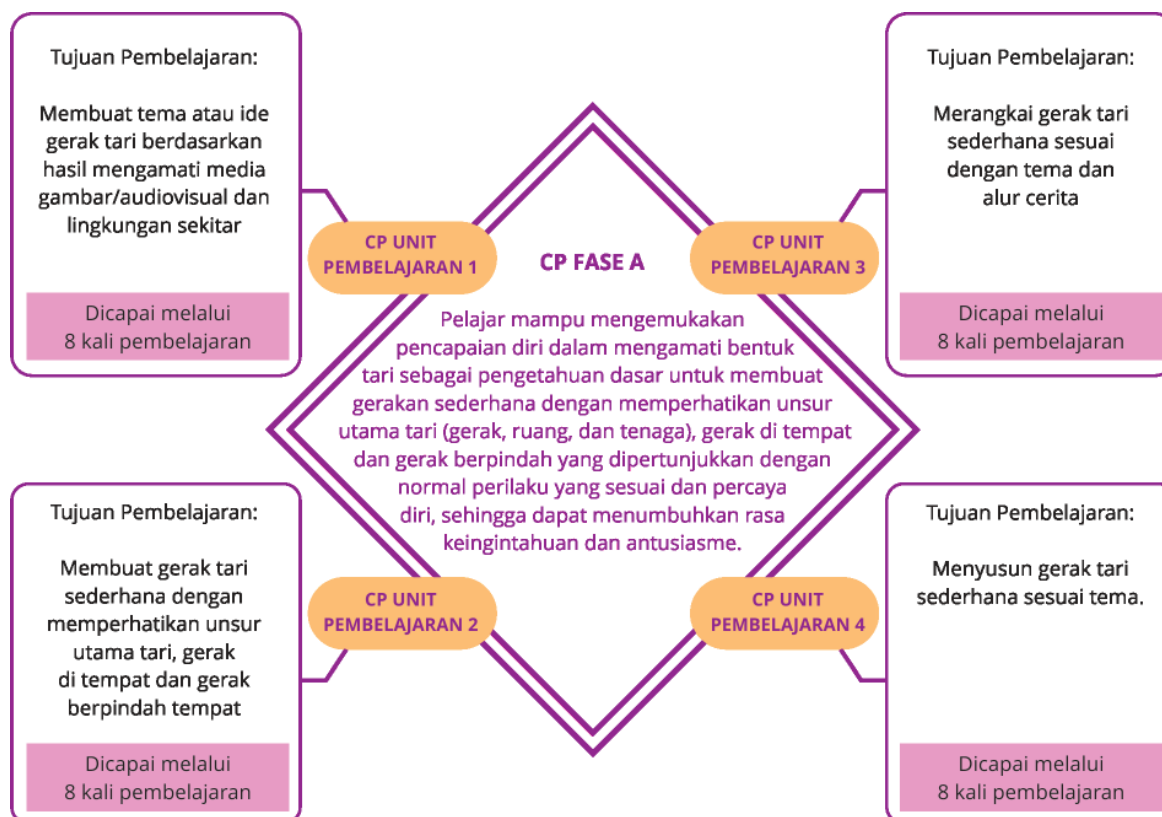 Tujuan Pembelajaran:
Membuat tema atau ide
gerak tari berdasarkan
hasil mengamati media
gambar/audiovisual dan
lingkungan sekitar
Dicapai melalui
8 kali pembelajaran
CP UNIT
PEMBELAJARAN 1
Tujuan Pembelajaran:
Merangkai gerak tari
sederhana sesuai
dengan tema dan
alur cerita
Dicapai melalui
8 kali pembelajaran
CP UNIT
PEMBELAJARAN 3
CP FASE A
Pelajar mampu mengemukakan
pencapaian diri dalam mengamati bentuk
tari sebagai pengetahuan dasar untuk membuat
gerakan sederhana dengan memperhatikan unsur
utama tari (gerak, ruang, dan tenaga), gerak di tempat
dan gerak berpindah yang dipertunjukkan dengan
normal perilaku yang sesuai dan percaya
diri, sehingga dapat menumbuhkan rasa
keingintahuan dan antusiasme.
Tujuan Pembelajaran:
Membuat gerak tari
sederhana dengan
memperhatikan unsur
utama tari, gerak
di tempat dan gerak
berpindah tempat
Dicapai melalui
8 kali pembelajaran
CP UNIT
PEMBELAJARAN 2
CP UNIT
PEMBELAJARAN 4
Tujuan Pembelajaran:
Menyusun gerak tari
sederhana sesuai tema.
Dicapai melalui
8 kali pembelajaran